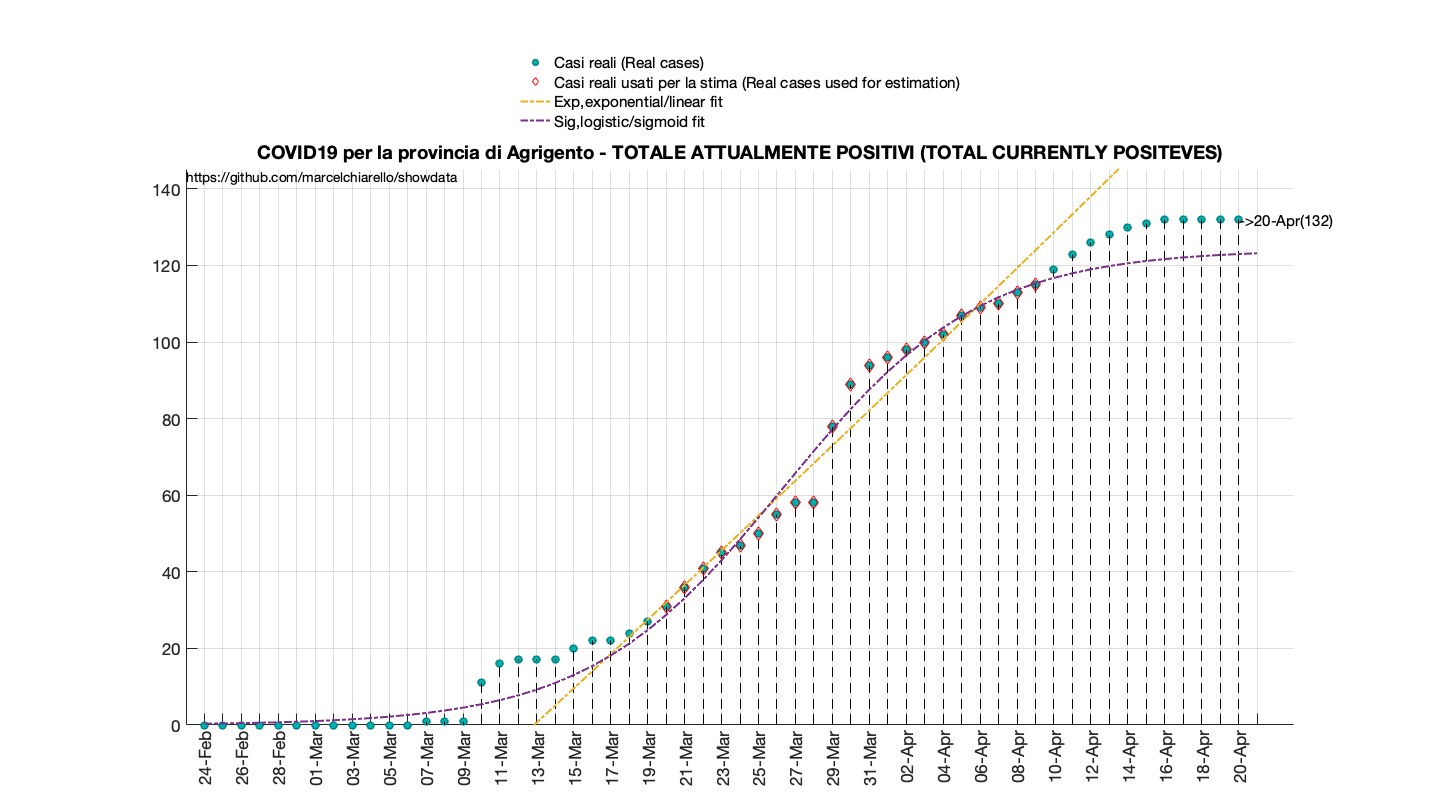 Casi reali (Real cases)
Casi reali usati per la stima (Real cases used for estimation)
Exp,exponential/linear fit
Sig,logistic/sigmoid fit
COVID19 per la provincia di Agrigento - TOTALE ATTUALMENTE POSITIVI (TOTAL CURRENTLY POSITEVES)
https://github.com/marcelchiarello/showdata
140
120
100
80
60
40
20
0
->20-Apr(132)
24-Feb
26-Feb
28-Feb
01-Mar
03-Mar
05-Mar
07-Mar
09-Mar
11-Mar
13-Mar
15-Mar
17-Mar
19-Mar
21-Mar
23-Mar
25-Mar
27-Mar
29-Mar
31-Mar
02-Apr
04-Apr
06-Apr
08-Apr
10-Apr
12-Apr
14-Apr
16-Apr
18-Apr
20-Apr